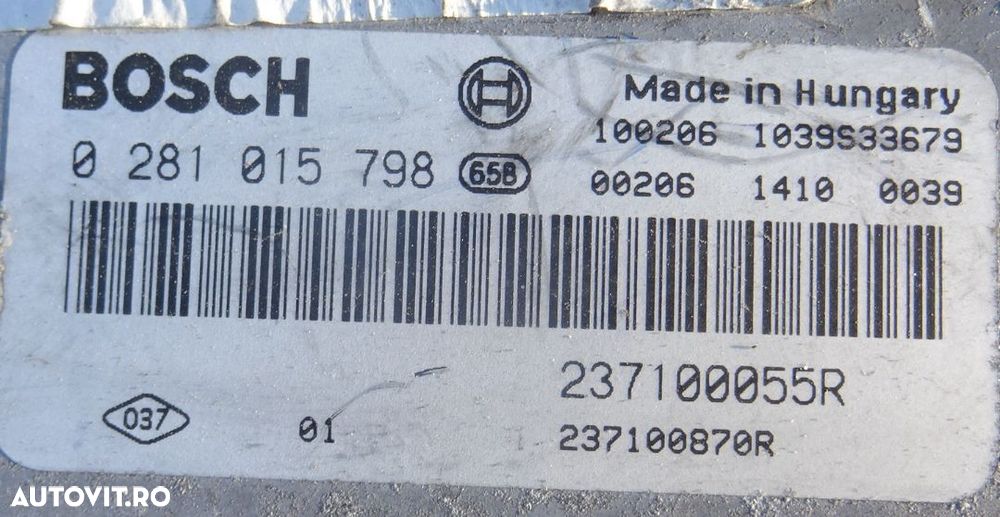 BOSCH
Made in Hungary
100206 1039S33679
0 281 015 798 65B
00206 1410 0039
237100055R
037 01 237100870R
AUTOVIT.RO